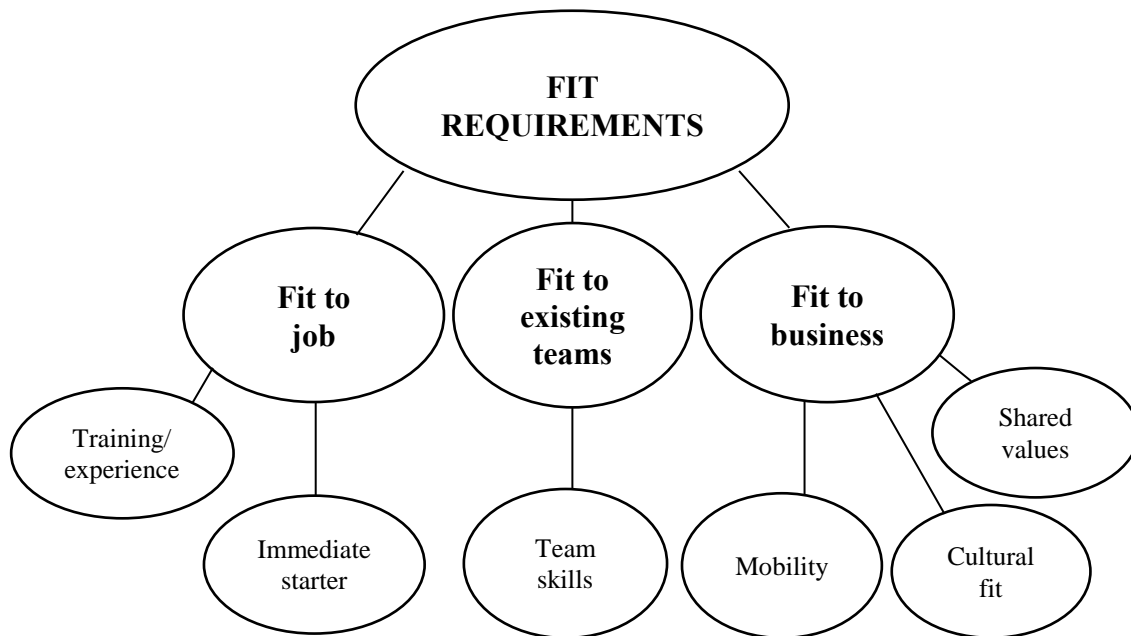 FIT
REQUIREMENTS
Fit to
job
Fit to
existing
teams
Fit to
business
Training/
experience
Immediate
starter
Team
skills
Mobility
Cultural
fit
Shared
values